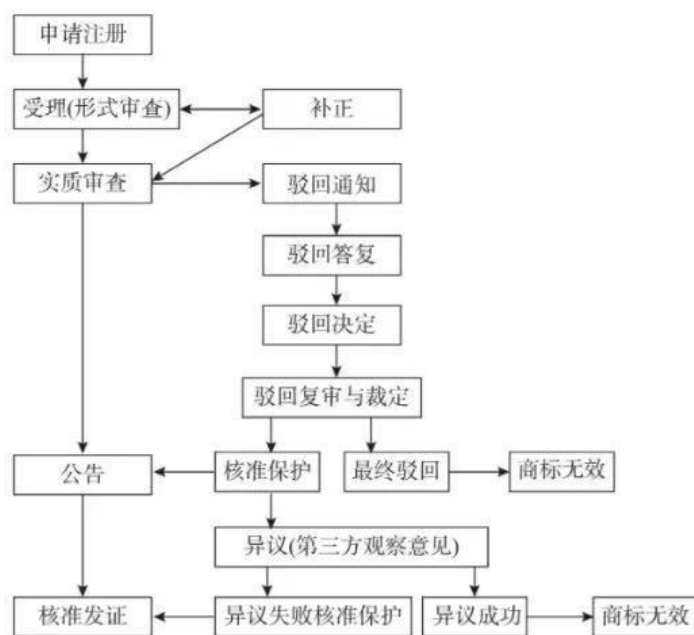 申请注册
受理(形式审查)
补正
实质审查
驳回通知
驳回答复
驳回决定
驳回复审与裁定
公告
核准保护
最终驳回
商标无效
异议(第三方观察意见)
核准发证
异议失败核准保护
异议成功
商标无效